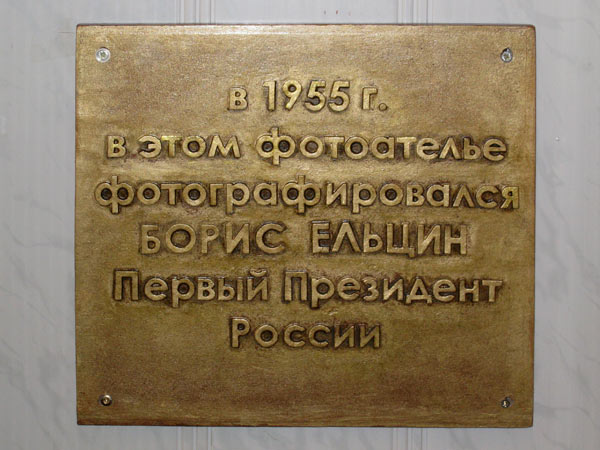 в 1955 г.
в этом фотоателье
фотографировался
БОРИС ЕЛЬЦИН
Первый Президент
России